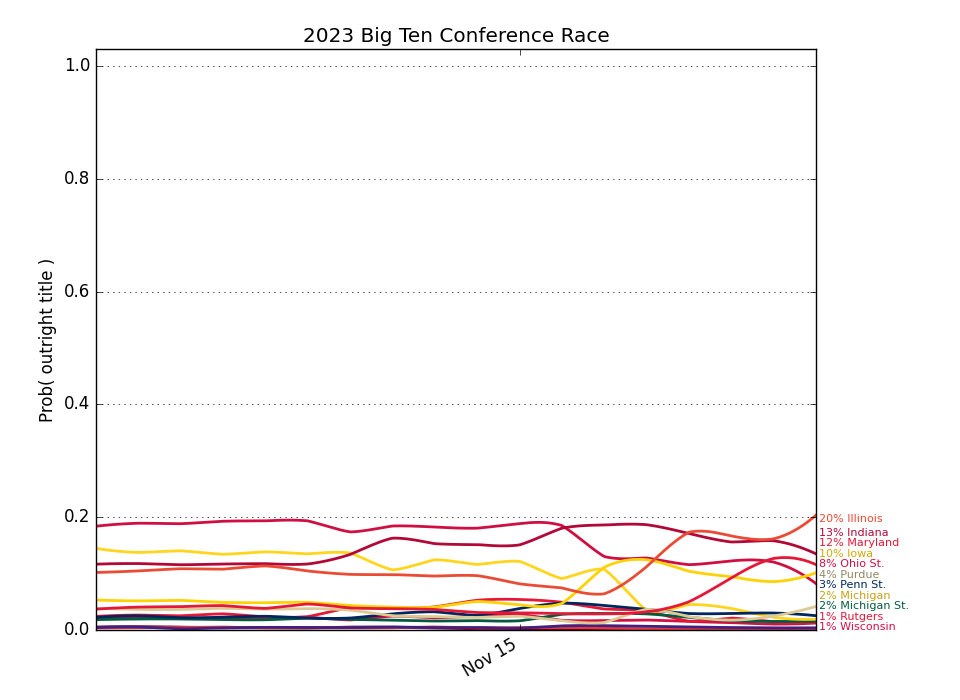 2023 Big Ten Conference Race
1.0
0.8
0.6
0.4
0.2
0.0
Prob( outright title )
Nov 15
20% Illinois
13% Indiana
12% Maryland
10% Iowa
8% Ohio St.
4% Purdue
3% Penn St.
2% Michigan
2% Michigan St.
1% Rutgers
1% Wisconsin